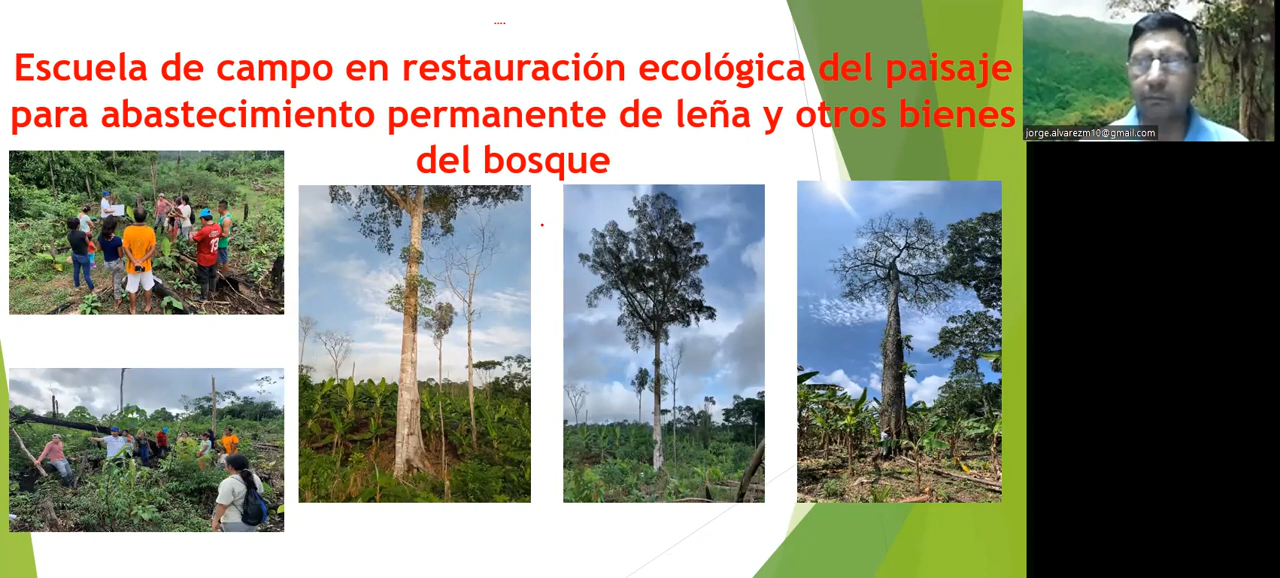 ....
Escuela de campo en restauración ecológica del paisaje
para abastecimiento permanente de leña y otros bienes
del bosque
.
jorge.alvarezm10@gmail.com
19